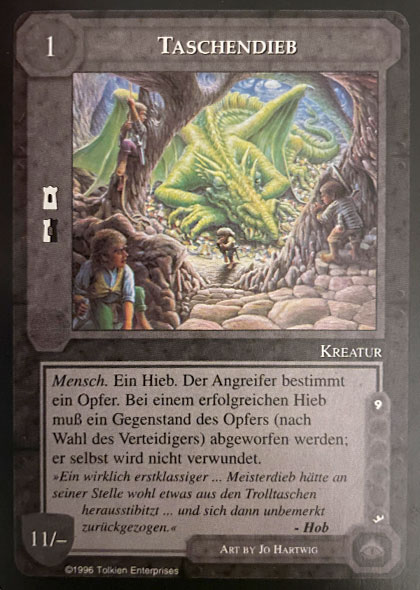 1
TASCHENDIEB
KREATUR
Mensch. Ein Hieb. Der Angreifer bestimmt
ein Opfer. Bei einem erfolgreichen Hieb
muß ein Gegenstand des Opfers (nach
Wahl des Verteidigers) abgeworfen werden;
er selbst wird nicht verwundet.
9
»Ein wirklich erstklassiger ... Meisterdieb hätte an
seiner Stelle wohl etwas aus den Trolltaschen
herausstibitzt ... und sich dann unbemerkt
zurückgezogen.« - Hob
11/–
ART BY JO HARTWIG
©1996 Tolkien Enterprises